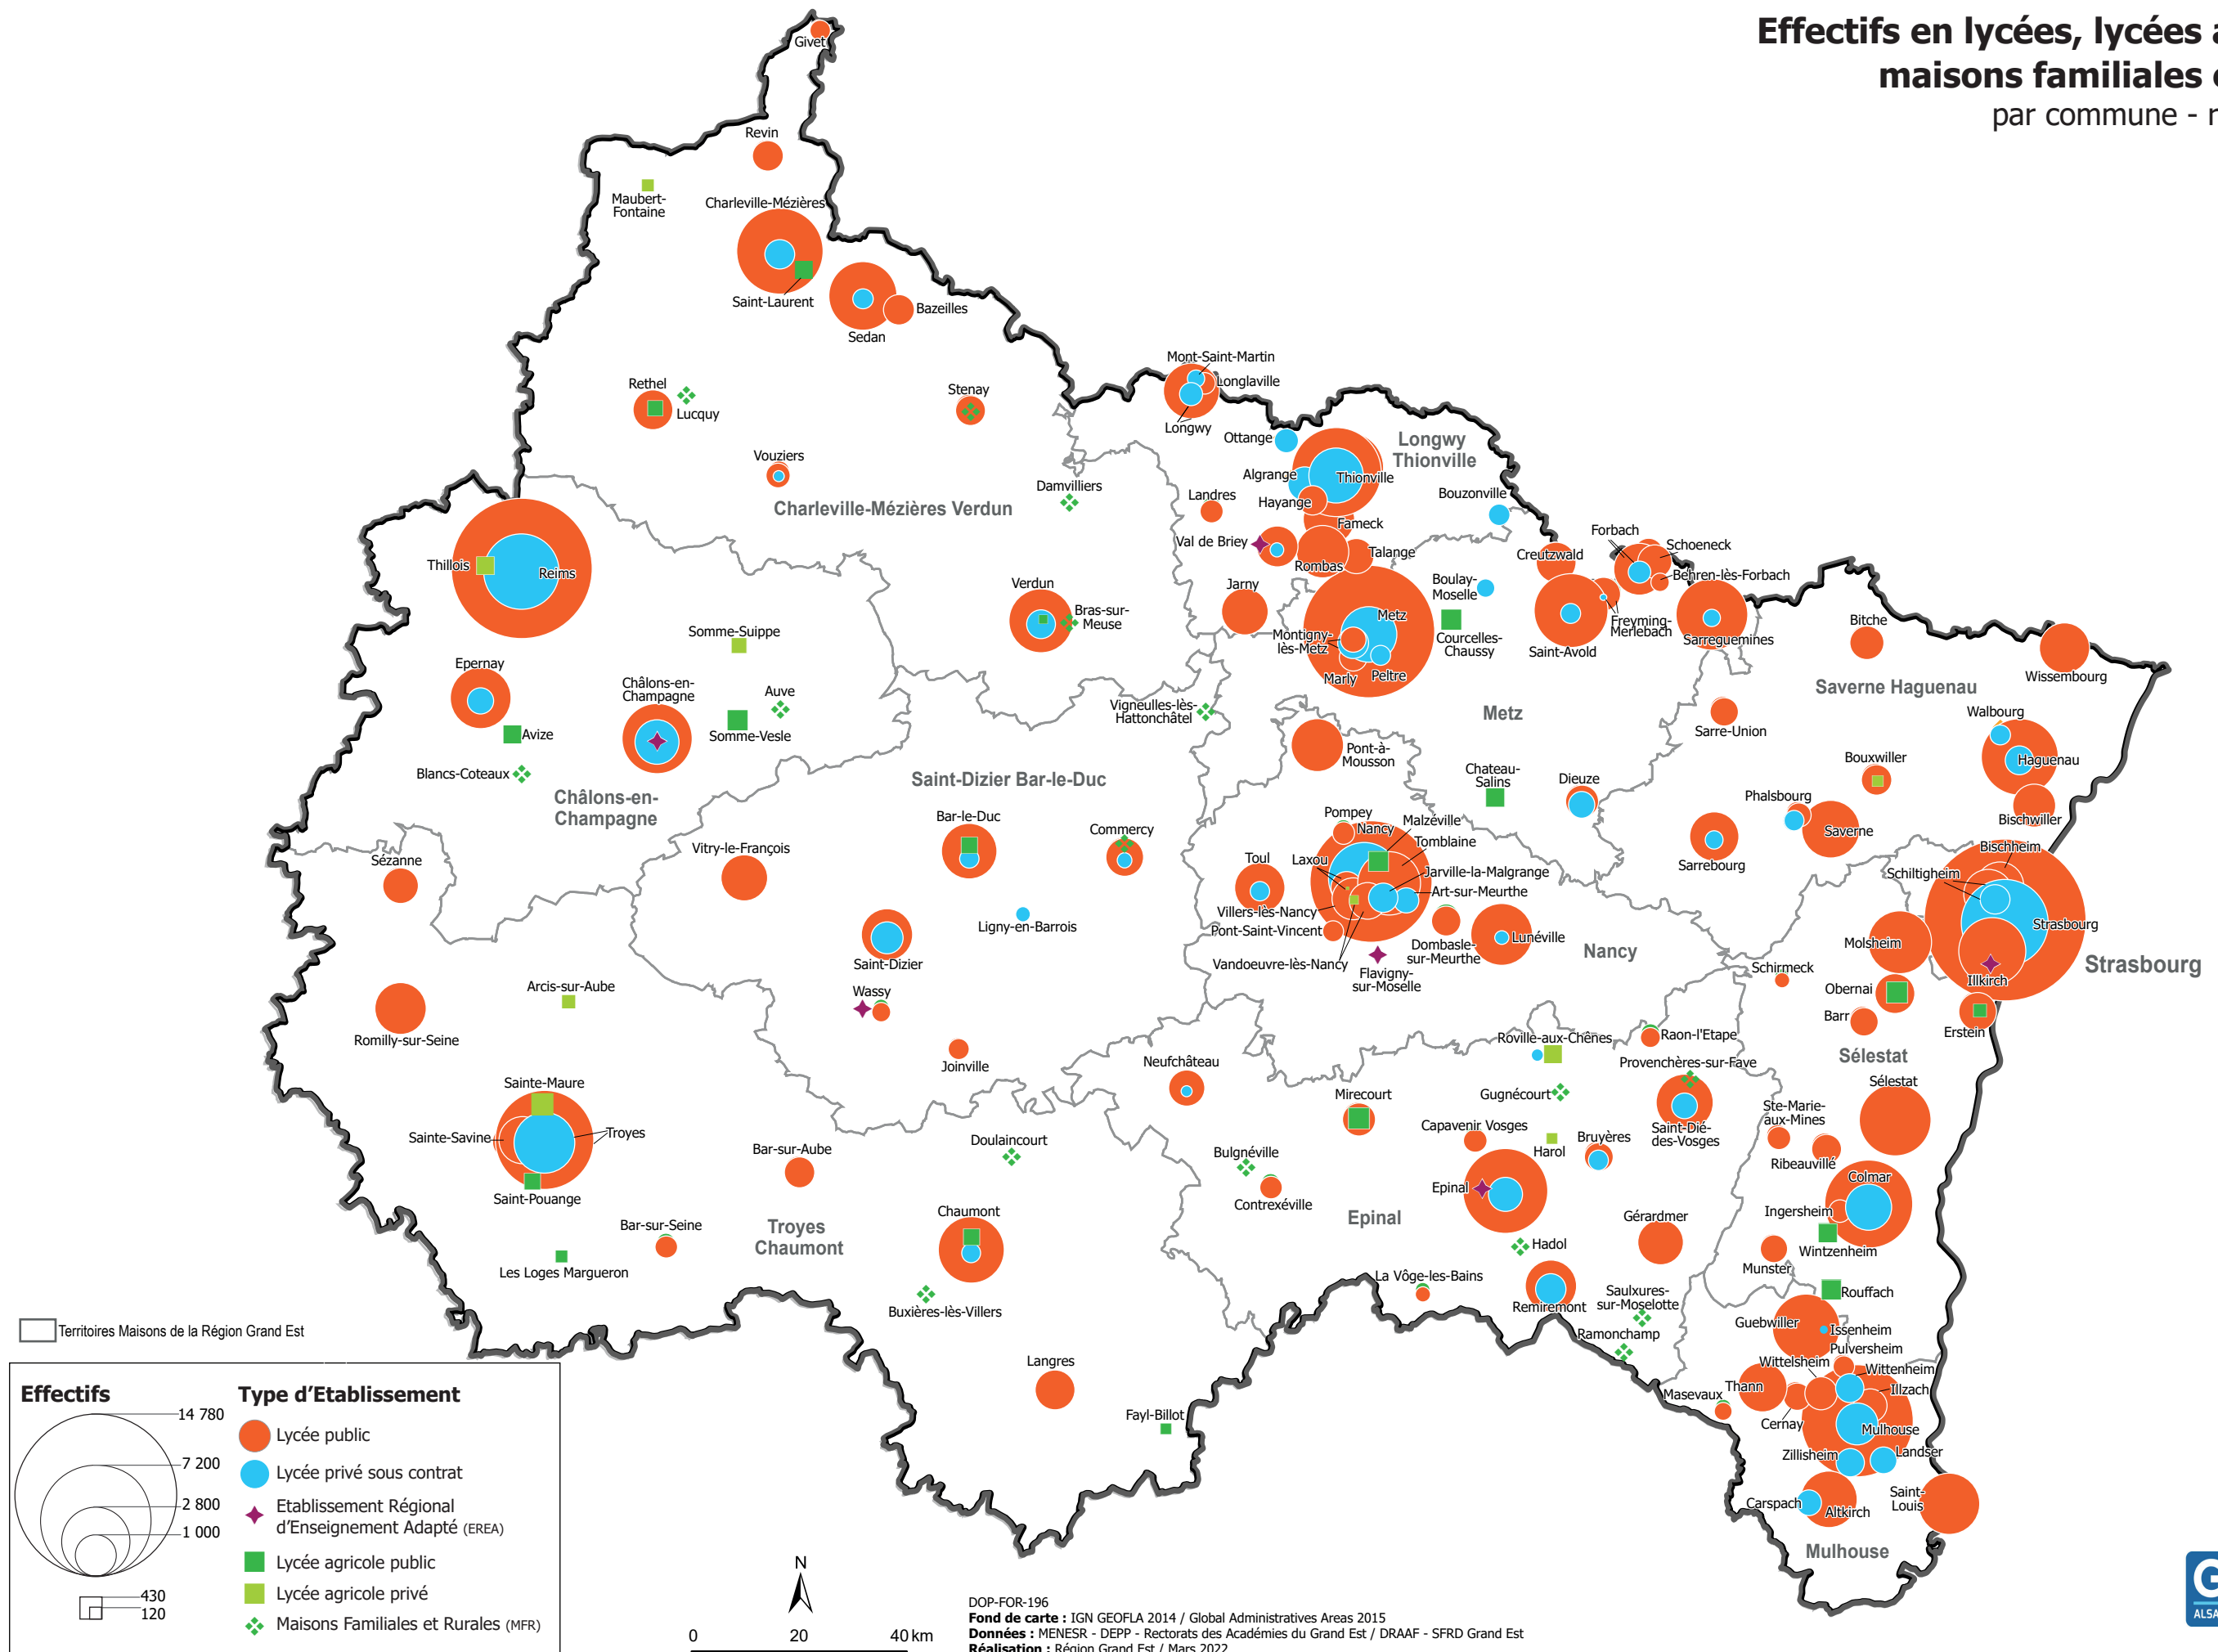 Effectifs en lycées, lycées a
maisons familiales e
par commune - r
Givet
Revin
Maubert-
Fontaine
Charleville-Mézières
Saint-Laurent
Bazeilles
Sedan
Mont-Saint-Martin
Longlaville
Rethel
Lucquy
Stenay
Longwy
Ottange
Longwy
Thionville
Vouziers
Algrange
Thionville
Damvilliers
Landres
Hayange
Bouzonville
Charleville-Mézières Verdun
Fameck
Forbach
Schoeneck
Val de Briey
Talange
Creutzwald
Thillois
Reims
Rombas
Behren-lès-Forbach
Verdun
Jarny
Boulay-
Moselle
Bras-sur-
Meuse
Metz
Freyming-
Merlebach
Bitche
Somme-Suippe
Montigny-
lès-Metz
Courcelles-
Chaussy
Sarreguemines
Saint-Avold
Epernay
Marly
Peltre
Wissembourg
Châlons-en-
Champagne
Auve
Saverne Haguenau
Vigneulles-lès-
Hattonchâtel
Metz
Walbourg
Avize
Somme-Vesle
Sarre-Union
Pont-à-
Mousson
Bouxwiller
Haguenau
Blancs-Coteaux
Saint-Dizier Bar-le-Duc
Chateau-
Salins
Dieuze
Châlons-en-
Champagne
Phalsbourg
Bar-le-Duc
Pompey
Malzéville
Bischwiller
Commercy
Nancy
Saverne
Vitry-le-François
Tomblaine
Bischheim
Sézanne
Toul
Laxou
Sarrebourg
Jarville-la-Malgrange
Schiltigheim
Art-sur-Meurthe
Villers-lès-Nancy
Ligny-en-Barrois
Pont-Saint-Vincent
Strasbourg
Lunéville
Molsheim
Dombasle-
sur-Meurthe
Nancy
Saint-Dizier
Vandoeuvre-lès-Nancy
Strasbourg
Schirmeck
Flavigny-
sur-Moselle
Illkirch
Arcis-sur-Aube
Wassy
Obernai
Barr
Erstein
Romilly-sur-Seine
Roville-aux-Chênes
Raon-l'Etape
Sélestat
Neufchâteau
Provenchères-sur-Fave
Joinville
Sainte-Maure
Sélestat
Mirecourt
Gugnécourt
Ste-Marie-
aux-Mines
Sainte-Savine
Troyes
Capavenir Vosges
Saint-Dié-
des-Vosges
Doulaincourt
Bruyères
Bar-sur-Aube
Bulgnéville
Harol
Ribeauvillé
Colmar
Epinal
Saint-Pouange
Contrexéville
Chaumont
Ingersheim
Bar-sur-Seine
Troyes
Chaumont
Epinal
Gérardmer
Hadol
Wintzenheim
Les Loges Margueron
Munster
La Vôge-les-Bains
Rouffach
Saulxures-
sur-Moselotte
Buxières-lès-Villers
Remiremont
Guebwiller
Issenheim
Ramonchamp
Pulversheim
Wittelsheim
Wittenheim
Langres
Thann
Illzach
Masevaux
Fayl-Billot
Cernay
Mulhouse
Landser
Zillisheim
Saint-
Louis
Carspach
Altkirch
Mulhouse
Territoires Maisons de la Région Grand Est
Effectifs
14 780
7 200
2 800
1 000
430
120
Type d'Etablissement
Lycée public
Lycée privé sous contrat
Etablissement Régional
d'Enseignement Adapté (EREA)
Lycée agricole public
Lycée agricole privé
Maisons Familiales et Rurales (MFR)
N
0 20 40 km
DOP-FOR-196
Fond de carte : IGN GEOFLA 2014 / Global Administratives Areas 2015
Données : MENESR - DEPP - Rectorats des Académies du Grand Est / DRAAF - SFRD Grand Est
Réalisation : Région Grand Est / Mars 2022
G
ALSA